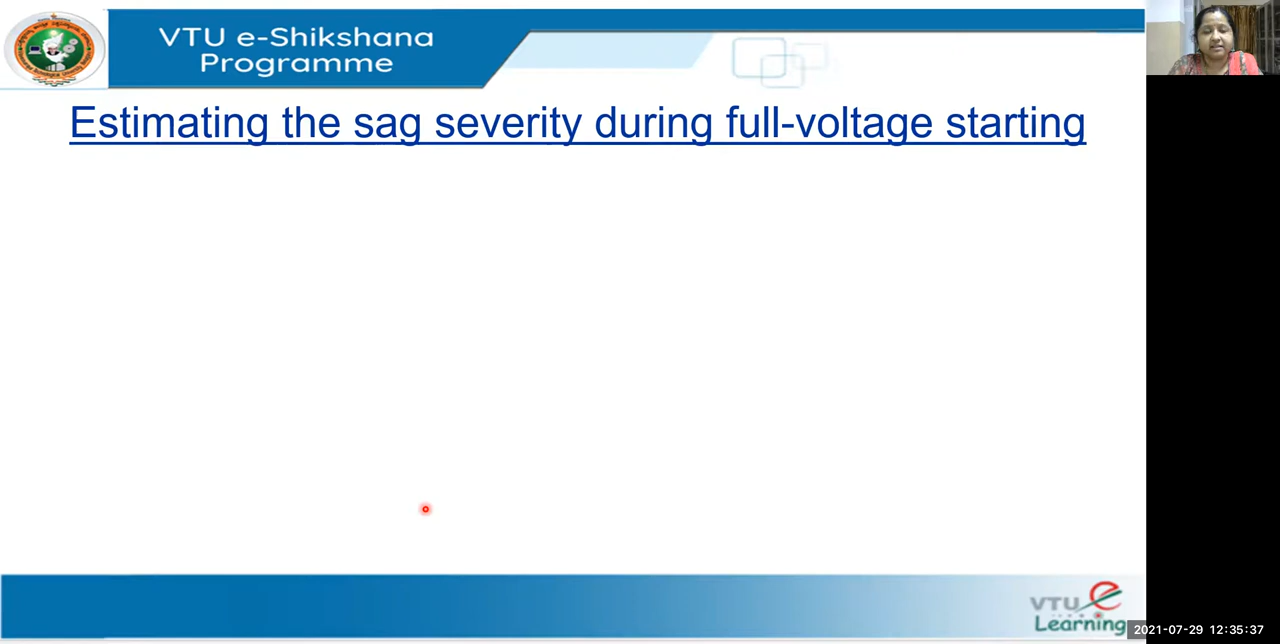 VTU e-Shikshana
Programme
Estimating the sag severity during full-voltage starting
VTU e
Learning
2021-07-29 12:35:37